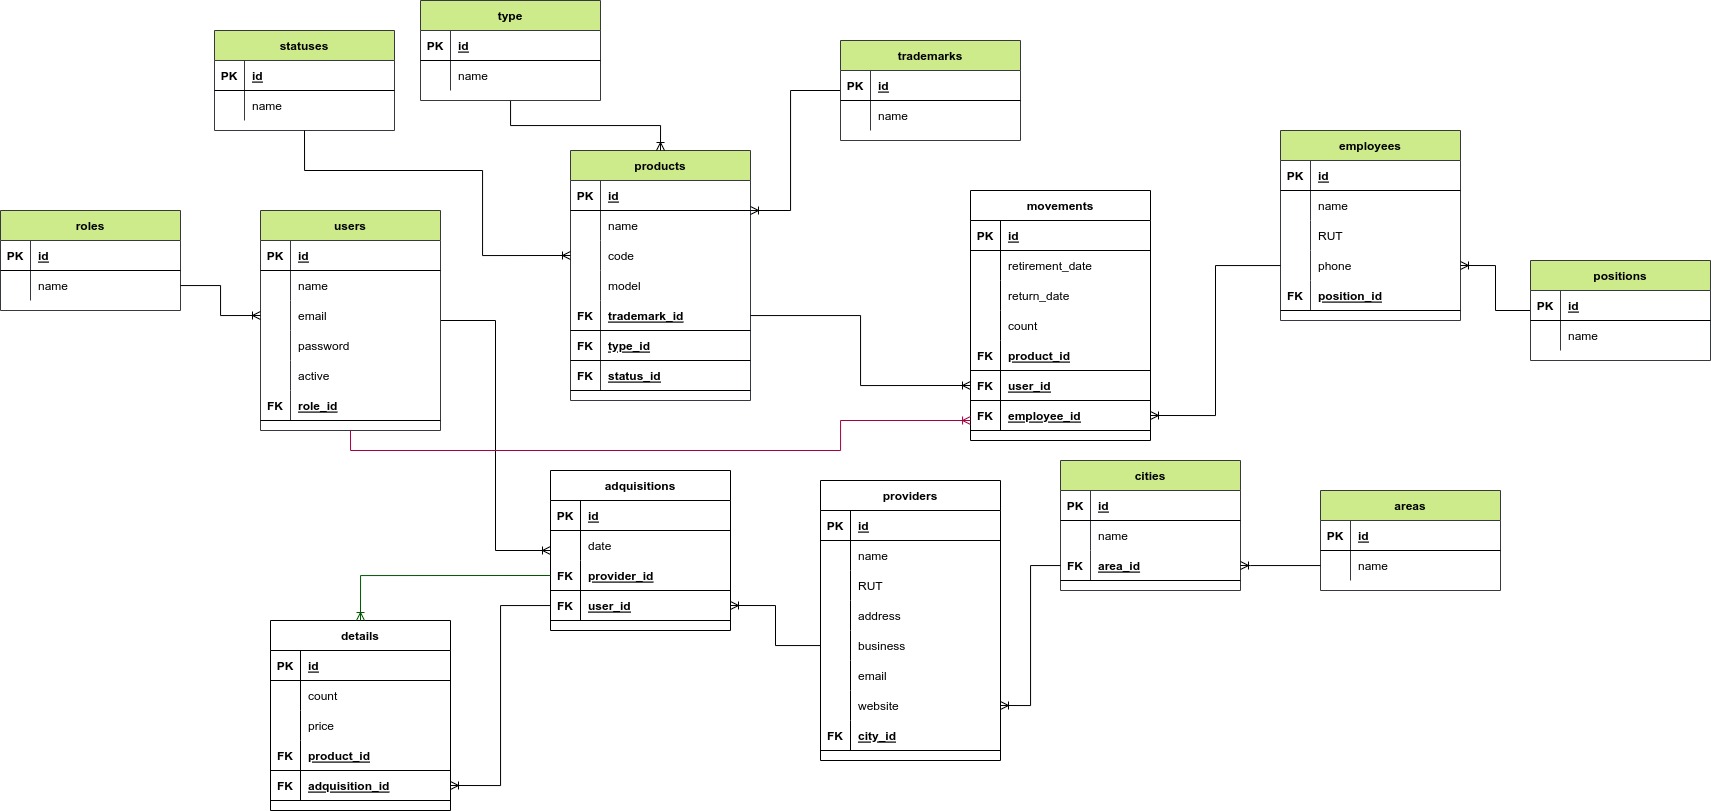 type
PK id
name
statuses
PK id
name
trademarks
PK id
name
employees
PK id
name
RUT
phone
FK position_id
products
PK id
name
code
model
FK trademark_id
FK type_id
FK status_id
movements
PK id
retirement_date
return_date
count
FK product_id
FK user_id
FK employee_id
roles
PK id
name
users
PK id
name
email
password
active
FK role_id
positions
PK id
name
adquisitions
PK id
date
FK provider_id
FK user_id
providers
PK id
name
RUT
address
business
email
website
FK city_id
cities
PK id
name
FK area_id
areas
PK id
name
details
PK id
count
price
FK product_id
FK adquisition_id